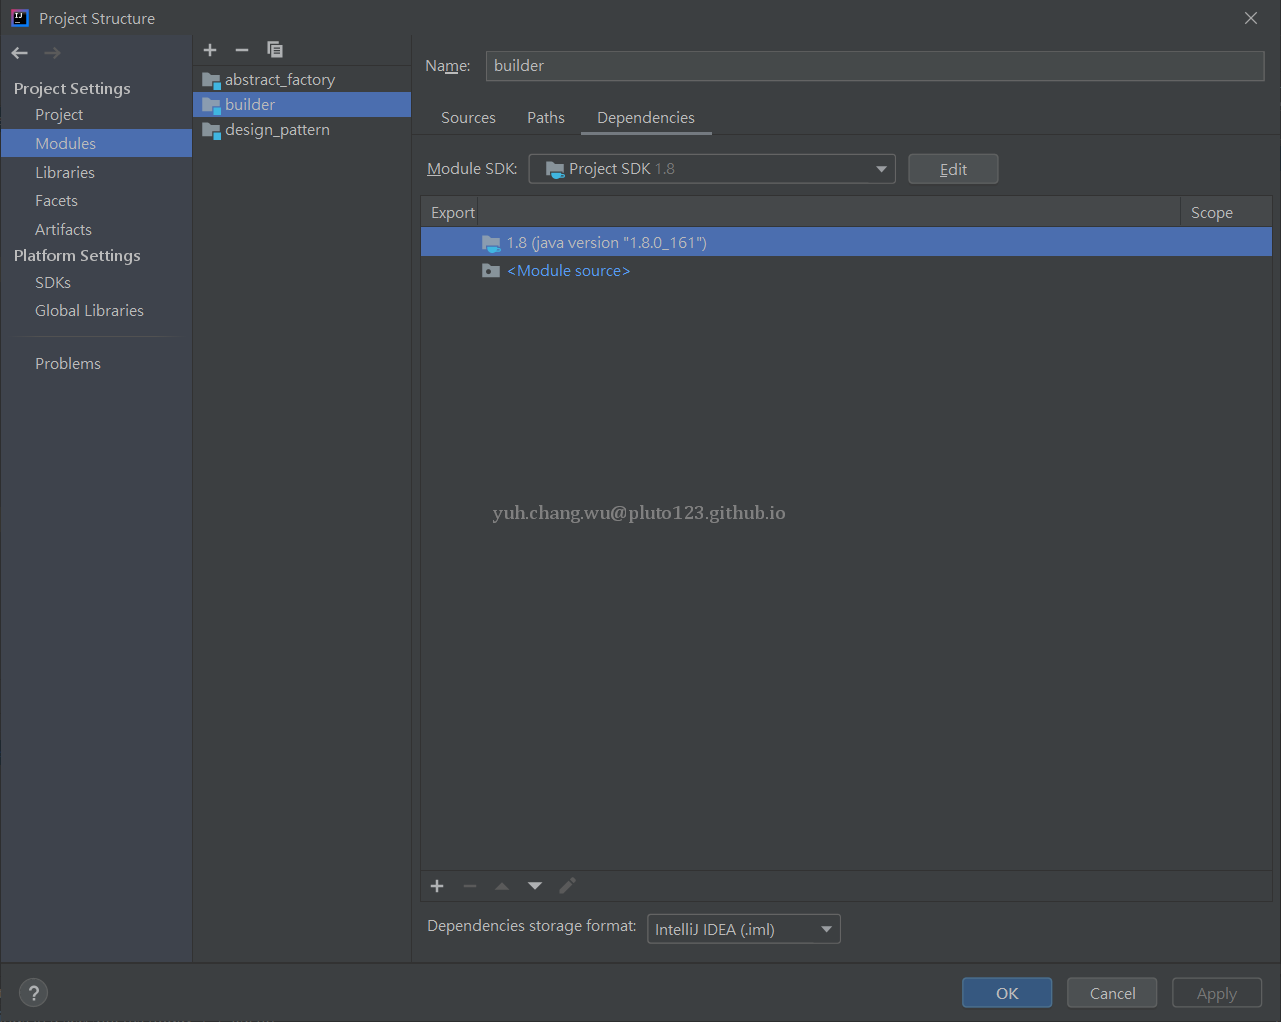 Project Structure
Project Settings
Project
Modules
Libraries
Facets
Artifacts
Platform Settings
SDKs
Global Libraries
Problems
abstract_factory
builder
design_pattern
Name: builder
Sources Paths Dependencies
Module SDK: Project SDK 1.8 Edit
Export Scope
1.8 (java version "1.8.0_161")
<Module source>
yuh.chang.wu@pluto123.github.io
Dependencies storage format: IntelliJ IDEA (.iml)
? OK Cancel Apply